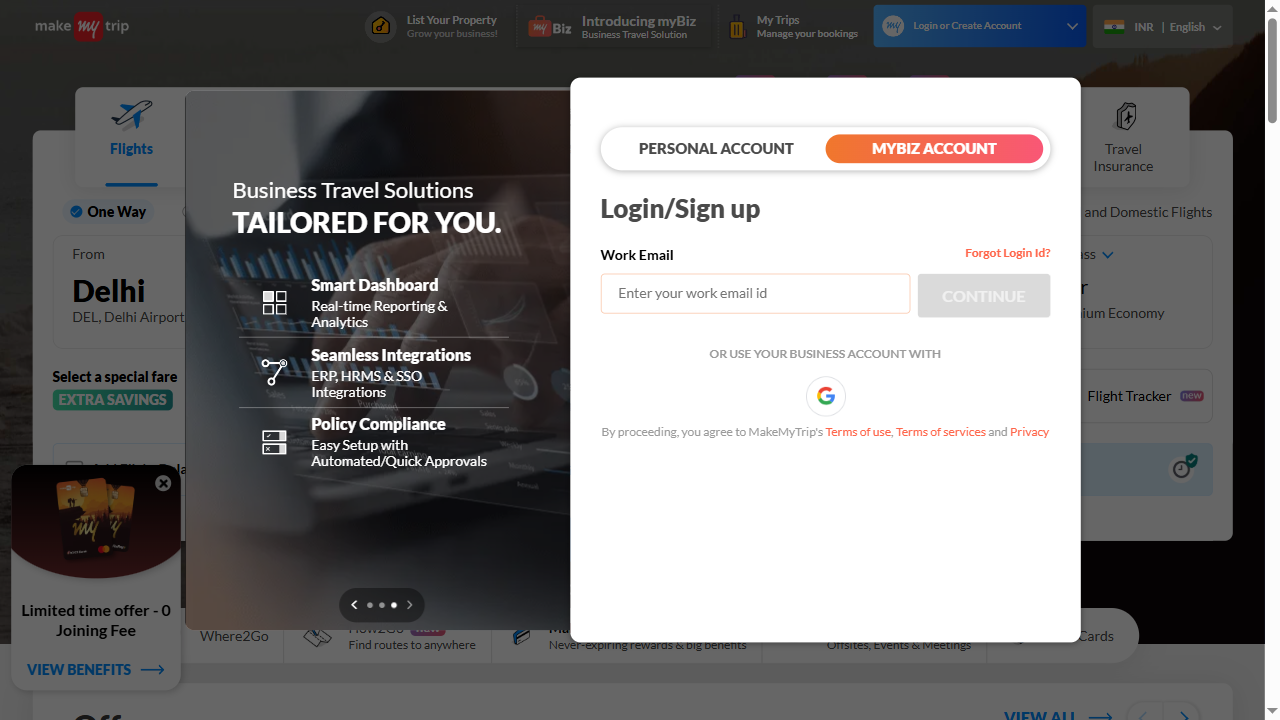 make my trip
List Your Property
Grow your business!
myBiz
Introducing myBiz
Business Travel Solution
My Trips
Manage your bookings
my
Login or Create Account
INR | English
Flights
Travel
Insurance
One Way
and Domestic Flights
From
Delhi
DEL, Delhi Airport
Select a special fare
EXTRA SAVINGS
Flight Tracker new
Business Travel Solutions
TAILORED FOR YOU.
Smart Dashboard
Real-time Reporting &
Analytics
Seamless Integrations
ERP, HRMS & SSO
Integrations
Policy Compliance
Easy Setup with
Automated/Quick Approvals
PERSONAL ACCOUNT
MYBIZ ACCOUNT
Login/Sign up
Work Email
Forgot Login Id?
Enter your work email id
CONTINUE
OR USE YOUR BUSINESS ACCOUNT WITH
G
By proceeding, you agree to MakeMyTrip's Terms of use, Terms of services and Privacy
my
Limited time offer - 0
Joining Fee
VIEW BENEFITS
Where2Go
How2Go new
Find routes to anywhere
Never-expiring rewards & big benefits
Offsites, Events & Meetings
Cards
VIEW ALL